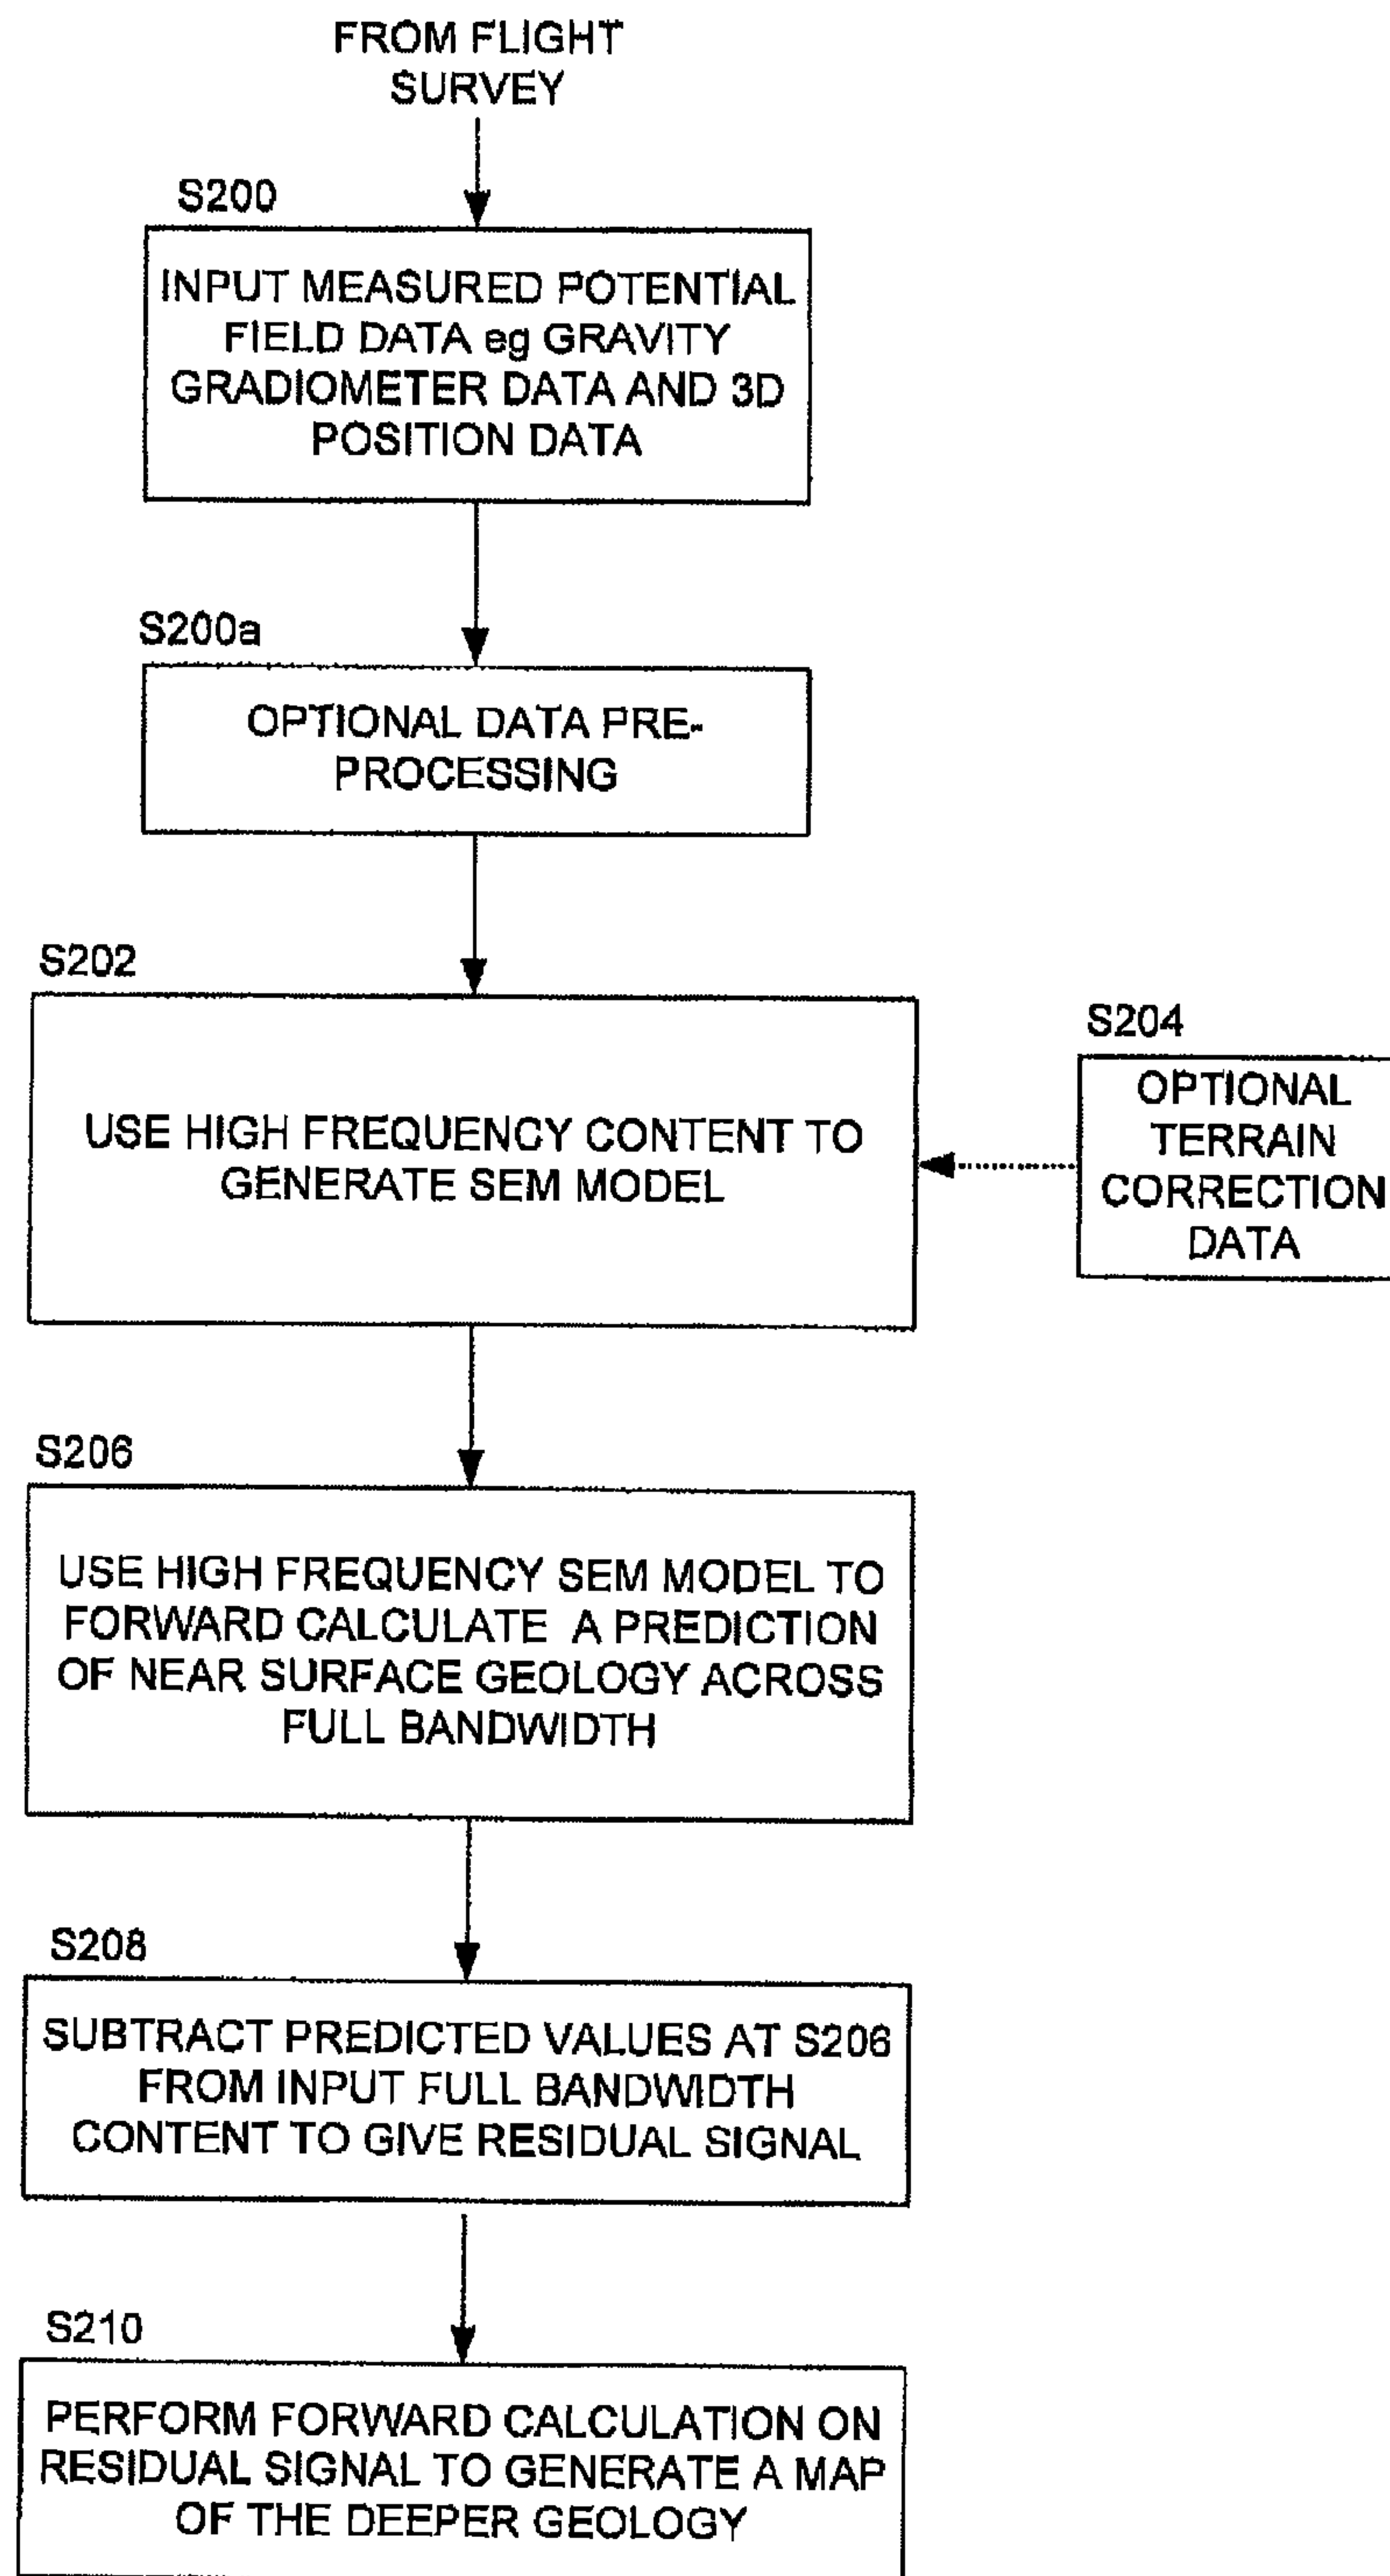 FROM FLIGHT
SURVEY
S200
INPUT MEASURED POTENTIAL
FIELD DATA eg GRAVITY
GRADIOMETER DATA AND 3D
POSITION DATA
S200a
OPTIONAL DATA PRE-
PROCESSING
S202
USE HIGH FREQUENCY CONTENT TO
GENERATE SEM MODEL
S204
OPTIONAL
TERRAIN
CORRECTION
DATA
S206
USE HIGH FREQUENCY SEM MODEL TO
FORWARD CALCULATE A PREDICTION
OF NEAR SURFACE GEOLOGY ACROSS
FULL BANDWIDTH
S208
SUBTRACT PREDICTED VALUES AT S206
FROM INPUT FULL BANDWIDTH
CONTENT TO GIVE RESIDUAL SIGNAL
S210
PERFORM FORWARD CALCULATION ON
RESIDUAL SIGNAL TO GENERATE A MAP
OF THE DEEPER GEOLOGY